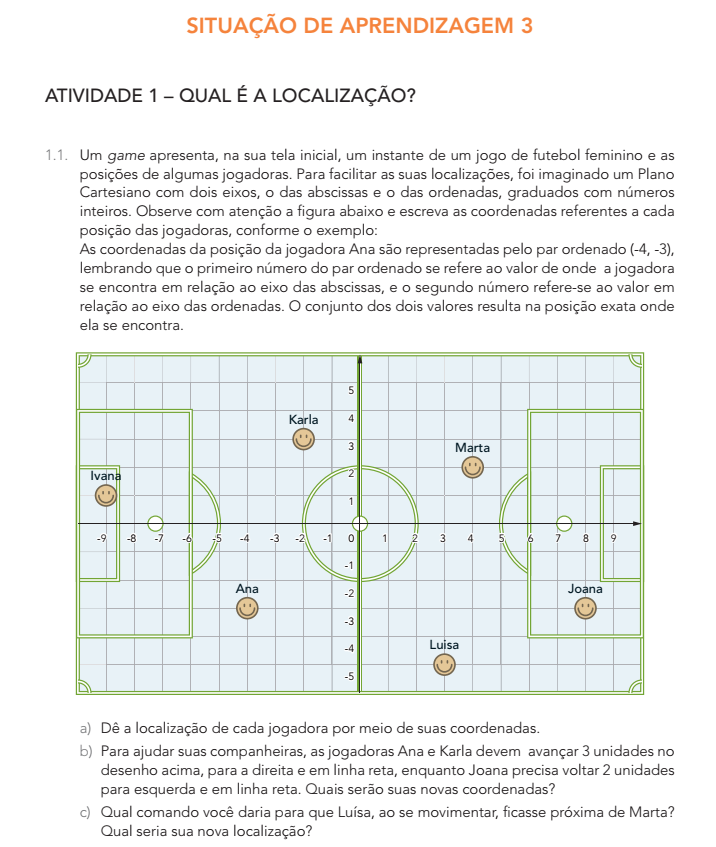 SITUAÇÃO DE APRENDIZAGEM 3
ATIVIDADE 1 – QUAL É A LOCALIZAÇÃO?
1.1. Um game apresenta, na sua tela inicial, um instante de um jogo de futebol feminino e as
posições de algumas jogadoras. Para facilitar as suas localizações, foi imaginado um Plano
Cartesiano com dois eixos, o das abscissas e o das ordenadas, graduados com números
inteiros. Observe com atenção a figura abaixo e escreva as coordenadas referentes a cada
posição das jogadoras, conforme o exemplo:
As coordenadas da posição da jogadora Ana são representadas pelo par ordenado (-4, -3),
lembrando que o primeiro número do par ordenado se refere ao valor de onde a jogadora
se encontra em relação ao eixo das abscissas, e o segundo número refere-se ao valor em
relação ao eixo das ordenadas. O conjunto dos dois valores resulta na posição exata onde
ela se encontra.
5
Karla 4
3 Marta
Ivana 2
1
-9 -8 -7 -6 -5 -4 -3 -2 -1 0 1 2 3 4 5 6 7 8 9
-1
Ana -2 Joana
-3
-4 Luisa
-5
a) Dê a localização de cada jogadora por meio de suas coordenadas.
b) Para ajudar suas companheiras, as jogadoras Ana e Karla devem avançar 3 unidades no
desenho acima, para a direita e em linha reta, enquanto Joana precisa voltar 2 unidades
para esquerda e em linha reta. Quais serão suas novas coordenadas?
c) Qual comando você daria para que Luísa, ao se movimentar, ficasse próxima de Marta?
Qual seria sua nova localização?